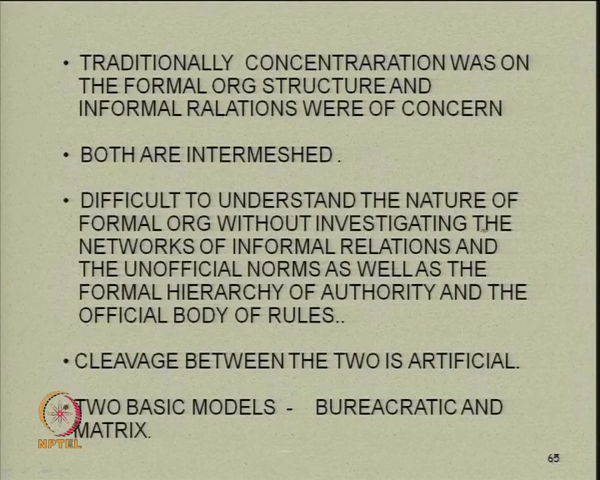 • TRADITIONALLY CONCENTRARATION WAS ON
THE FORMAL ORG STRUCTURE AND
INFORMAL RALATIONS WERE OF CONCERN
• BOTH ARE INTERMESHED .
• DIFFICULT TO UNDERSTAND THE NATURE OF
FORMAL ORG WITHOUT INVESTIGATING THE
NETWORKS OF INFORMAL RELATIONS AND
THE UNOFFICIAL NORMS AS WELL AS THE
FORMAL HIERARCHY OF AUTHORITY AND THE
OFFICIAL BODY OF RULES..
• CLEAVAGE BETWEEN THE TWO IS ARTIFICIAL.
TWO BASIC MODELS - BUREACRATIC AND
MATRIX.
NPTEL
65